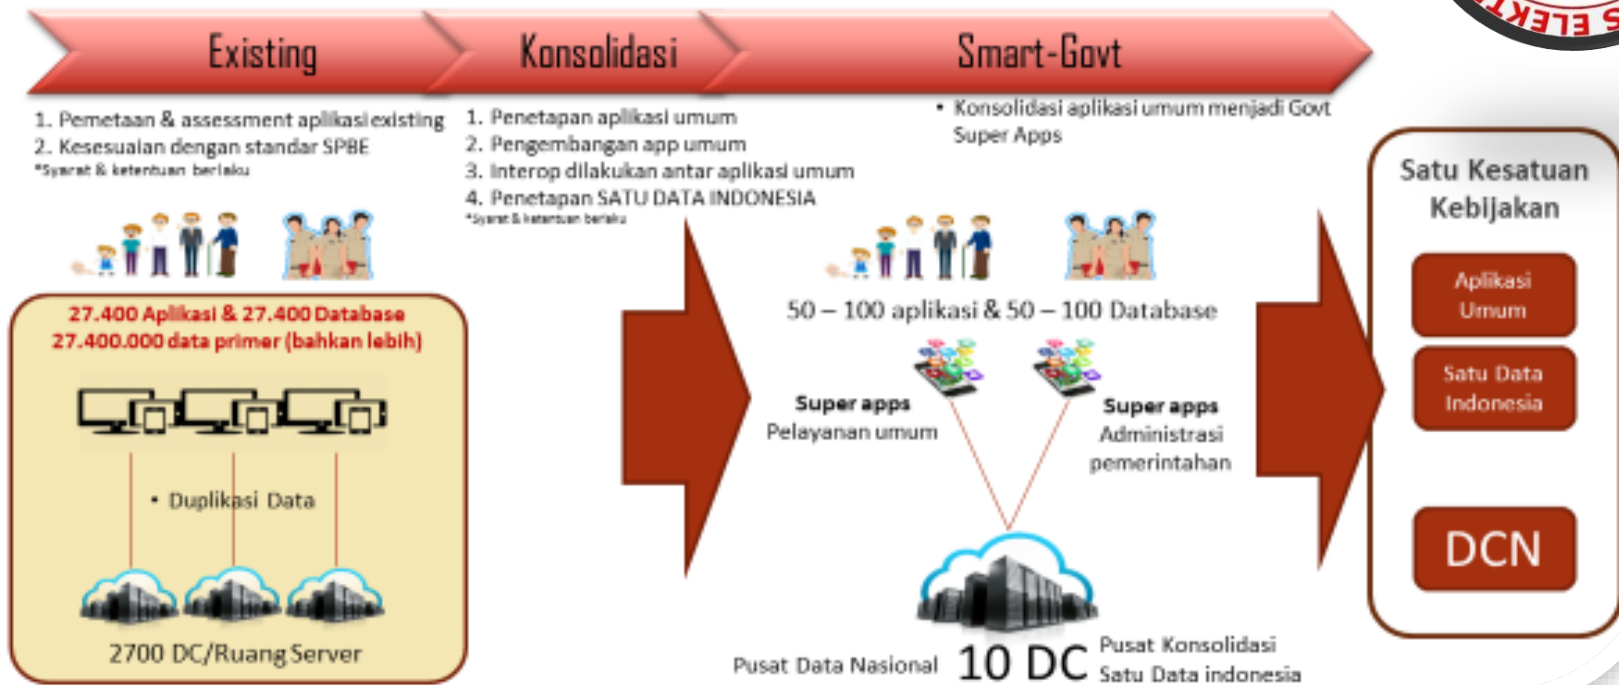 Existing
Konsolidasi
Smart-Govt
S ELEKT
1. Pemetaan & assessment aplikasi existing
2. Kesesuaian dengan standar SPBE
*Syarat & ketentuan berlaku
1. Penetapan aplikasi umum
2. Pengembangan app umum
3. Interop dilakukan antar aplikasi umum
4. Penetapan SATU DATA INDONESIA
*Syarat & ketentuan berlaku
• Konsolidasi aplikasi umum menjadi Govt
Super Apps
27.400 Aplikasi & 27.400 Database
27.400.000 data primer (bahkan lebih)
• Duplikasi Data
2700 DC/Ruang Server
50 – 100 aplikasi & 50 – 100 Database
Super apps
Pelayanan umum
Super apps
Administrasi
pemerintahan
Pusat Data Nasional
10 DC
Pusat Konsolidasi
Satu Data indonesia
Satu Kesatuan
Kebijakan
Aplikasi
Umum
Satu Data
Indonesia
DCN